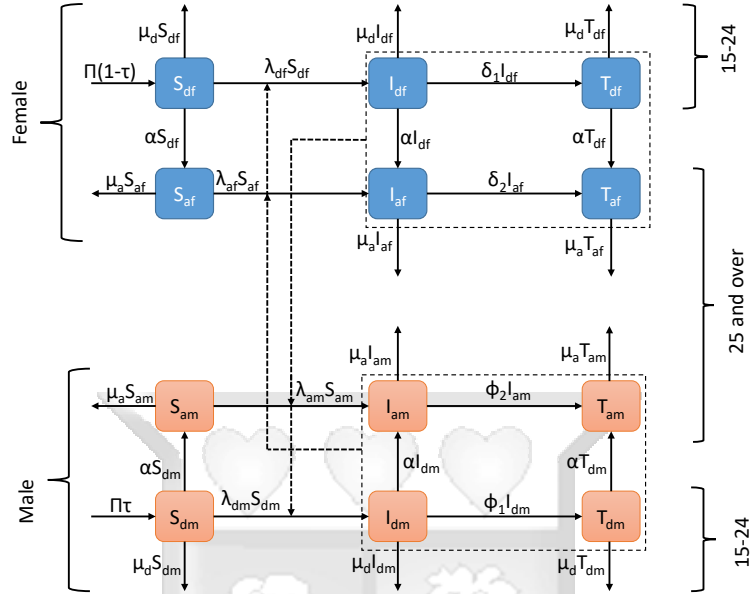 μdSdf
μdIdf
μdTdf
15-24
Π(1-τ)
Sdf
λdfSdf
Idf
δ1Idf
Tdf
Female
αSdf
αIdf
αTdf
μaSaf
Saf
λafSaf
Iaf
δ2Iaf
Taf
μaIaf
μaTaf
25 and over
μaIam
μaTam
μaSam
Sam
λamSam
Iam
ϕ2Iam
Tam
Male
αSdm
αIdm
αTdm
Πτ
Sdm
λdmSdm
Idm
ϕ1Idm
Tdm
15-24
μdSdm
μdIdm
μdTdm